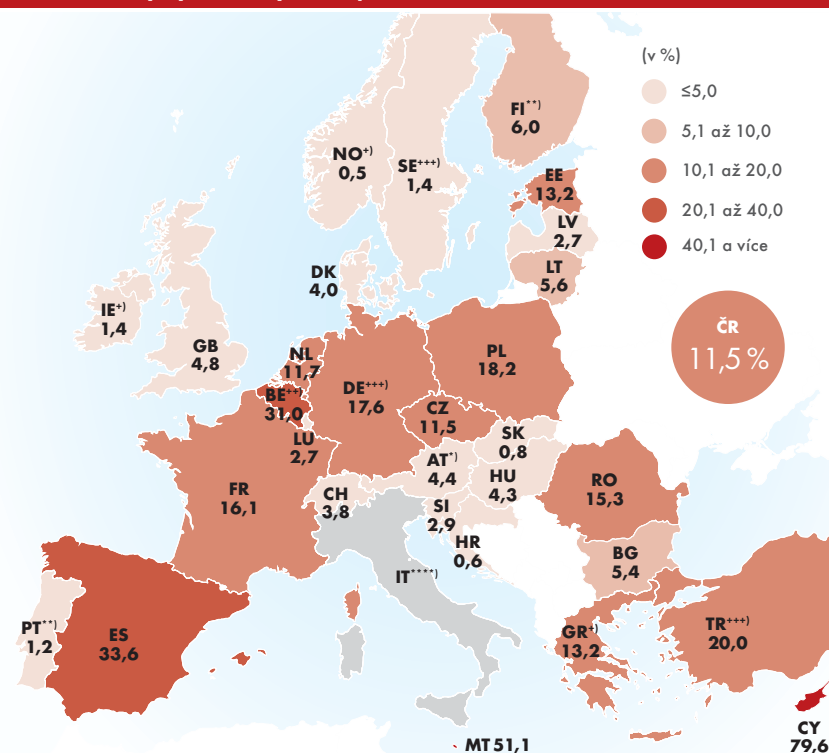 (v %)
≤5,0
5,1 až 10,0
10,1 až 20,0
20,1 až 40,0
40,1 a více
ČR
11,5 %
FI**)
6,0
NO+)
0,5
SE+++)
1,4
EE
13,2
LV
2,7
LT
5,6
DK
4,0
IE+)
1,4
GB
4,8
NL
11,7
BE++)
31,0
LU
2,7
DE+++)
17,6
PL
18,2
CZ
11,5
SK
0,8
AT*)
4,4
HU
4,3
CH
3,8
SI
2,9
HR
0,6
FR
16,1
RO
15,3
BG
5,4
IT****)
PT**)
1,2
ES
33,6
GR+)
13,2
TR+++)
20,0
MT 51,1
CY
79,6